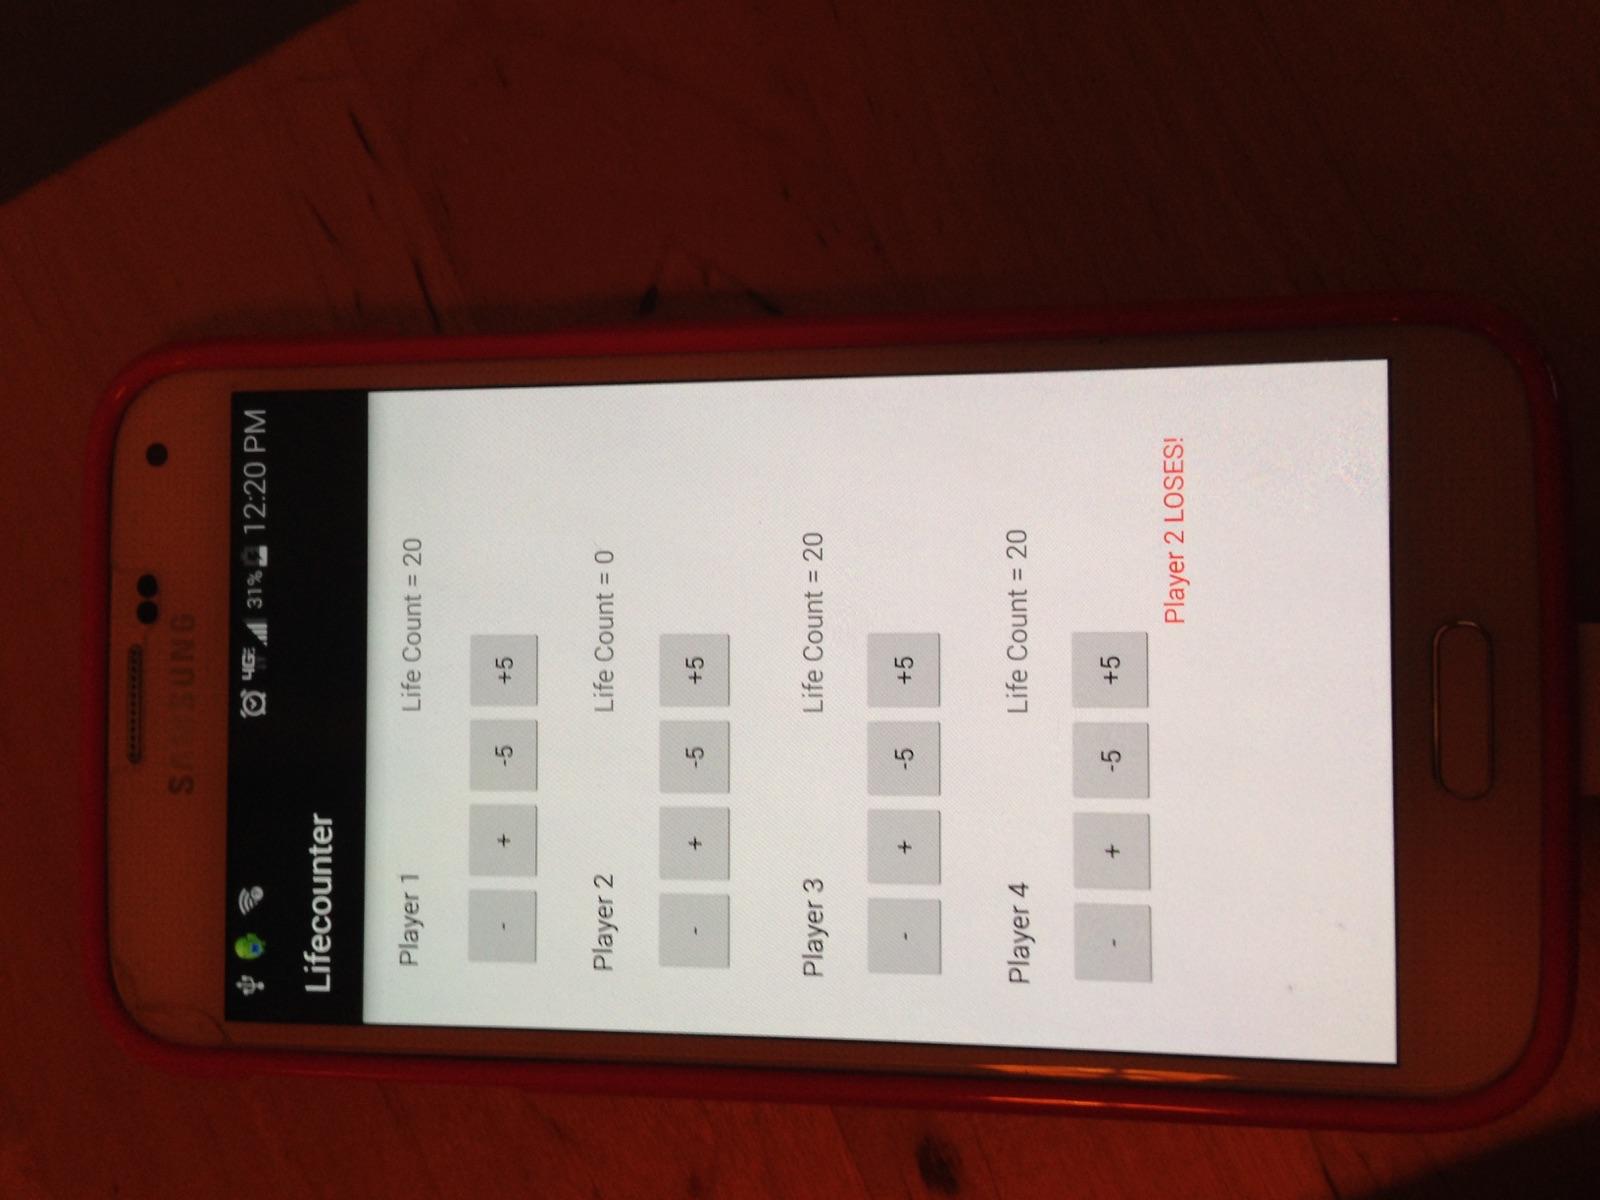 SAMSUNG
4G 31% 12:20 PM
Lifecounter
Player 1 Life Count = 20
- + -5 +5
Player 2 Life Count = 0
- + -5 +5
Player 3 Life Count = 20
- + -5 +5
Player 4 Life Count = 20
- + -5 +5
Player 2 LOSES!